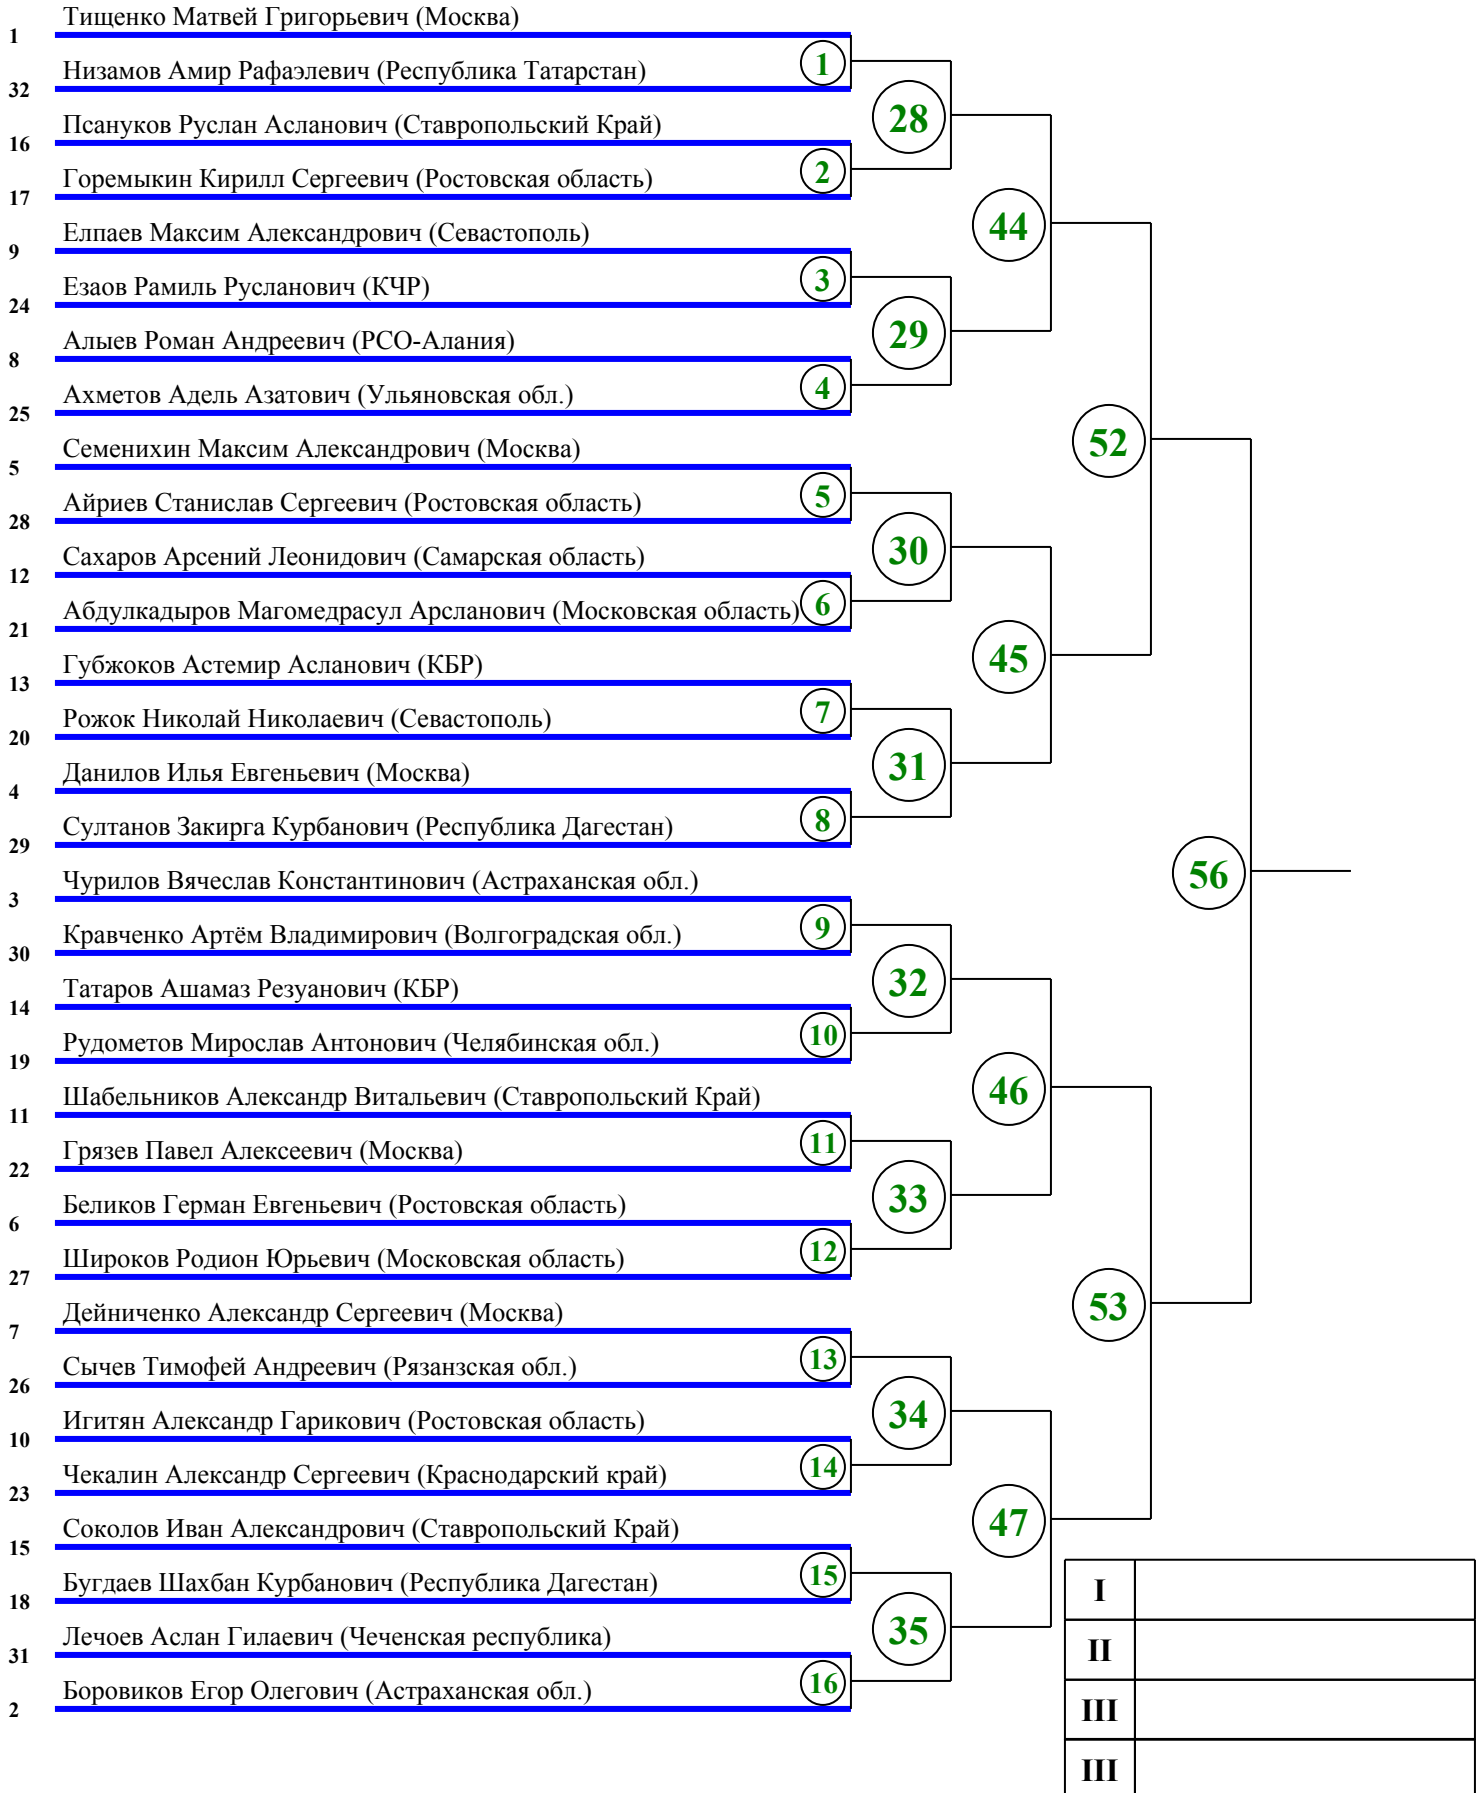 Тищенко Матвей Григорьевич (Москва)
1
Низамов Амир Рафаэлевич (Республика Татарстан)
1
32
Псануков Руслан Асланович (Ставропольский Край)
28
16
Горемыкин Кирилл Сергеевич (Ростовская область)
2
17
Елпаев Максим Александрович (Севастополь)
44
9
Езаов Рамиль Русланович (КЧР)
3
24
Алыев Роман Андреевич (РСО-Алания)
29
8
Ахметов Адель Азатович (Ульяновская обл.)
4
25
Семенихин Максим Александрович (Москва)
52
5
Айриев Станислав Сергеевич (Ростовская область)
5
28
Сахаров Арсений Леонидович (Самарская область)
30
12
Абдулкадыров Магомедрасул Арсланович (Московская область)
6
21
Губжоков Астемир Асланович (КБР)
45
13
Рожок Николай Николаевич (Севастополь)
7
20
Данилов Илья Евгеньевич (Москва)
31
4
Султанов Закирга Курбанович (Республика Дагестан)
8
29
Чурилов Вячеслав Константинович (Астраханская обл.)
56
3
Кравченко Артём Владимирович (Волгоградская обл.)
9
30
Татаров Ашамаз Резуанович (КБР)
32
14
Рудометов Мирослав Антонович (Челябинская обл.)
10
19
Шабельников Александр Витальевич (Ставропольский Край)
46
11
Грязев Павел Алексеевич (Москва)
11
22
Беликов Герман Евгеньевич (Ростовская область)
33
6
Широков Родион Юрьевич (Московская область)
12
27
Дейниченко Александр Сергеевич (Москва)
53
7
Сычев Тимофей Андреевич (Рязанзская обл.)
13
26
Игитян Александр Гарикович (Ростовская область)
34
10
Чекалин Александр Сергеевич (Краснодарский край)
14
23
Соколов Иван Александрович (Ставропольский Край)
47
15
Бугдаев Шахбан Курбанович (Республика Дагестан)
15
I
18
Лечоев Аслан Гилаевич (Чеченская республика)
35
II
31
Боровиков Егор Олегович (Астраханская обл.)
16
2
III
III